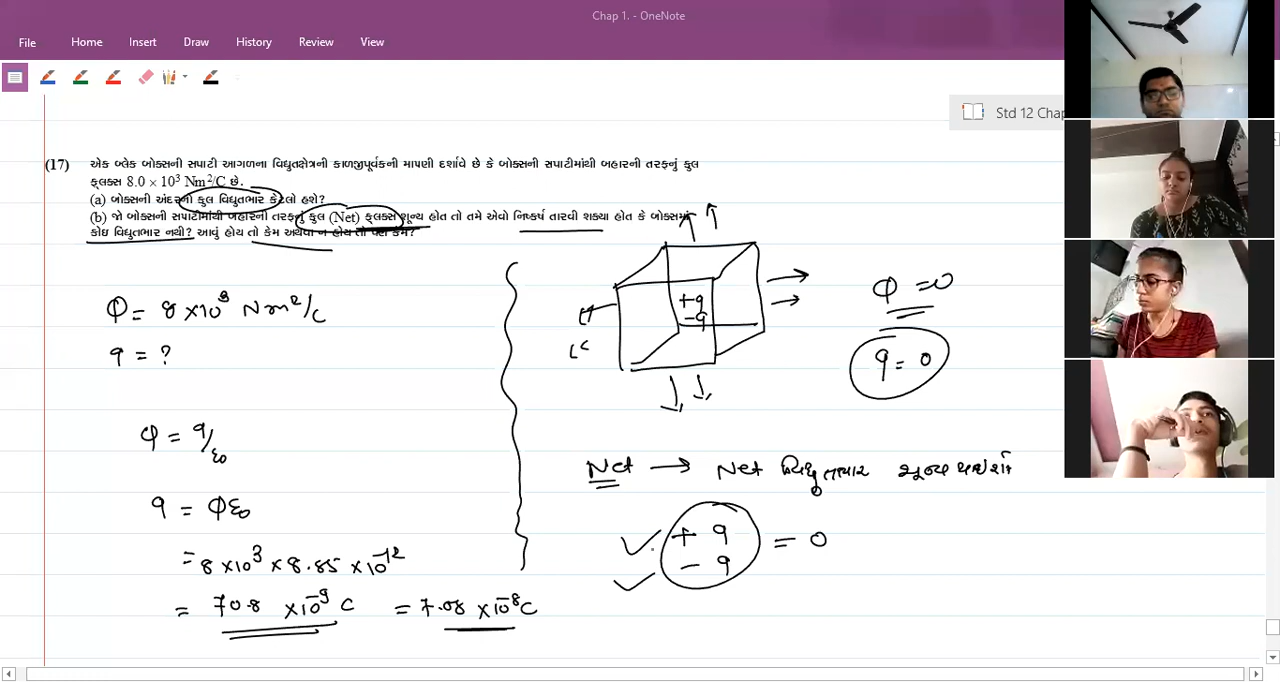 Chap 1. - OneNote
File Home Insert Draw History Review View
Std 12 Chap
(17) એક બ્લેક બોક્સની સપાટી આગળના વિદ્યુતક્ષેત્રની કાળજીપૂર્વકની માપણી દર્શાવે છે કે બોક્સની સપાટીમાંથી બહારની તરફનું કુલ
ફ્લક્સ 8.0 × 10³ Nm²/C છે.
(a) બોક્સની અંદરનો કુલ વિદ્યુતભાર કેટલો હશે?
(b) જો બોક્સની સપાટીમાંથી બહારની તરફનું કુલ (Net) ફ્લક્સ શૂન્ય હોત તો તમે એવો નિષ્કર્ષ તારવી શક્યા હોત કે બોક્સમાં
કોઇ વિદ્યુતભાર નથી? આવું હોય તો કેમ અથવા ન હોય તો પણ કેમ?
φ = 8 × 10³ Nm²/C
q = ?
φ = q/ε₀
q = φε₀
= 8 × 10³ × 8.85 × 10⁻¹²
= 70.8 × 10⁻⁹ C = 7.08 × 10⁻⁸ C
+q
-q
φ = 0
q = 0
Net → Net વિદ્યુતભાર શૂન્ય
+ q
- q = 0